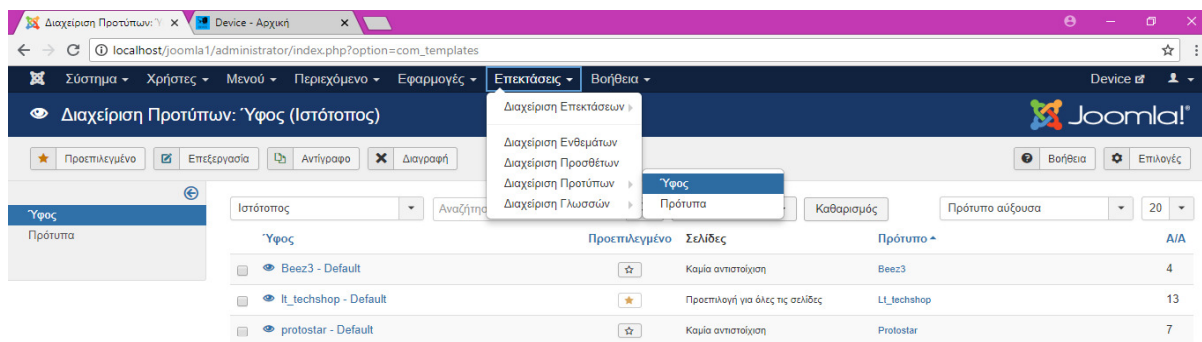 Διαχείριση Προτύπων: Ύ
Device - Αρχική
localhost/joomla1/administrator/index.php?option=com_templates
Σύστημα Χρήστες Μενού Περιεχόμενο Εφαρμογές Επεκτάσεις Βοήθεια Device
Διαχείριση Προτύπων: Ύφος (Ιστότοπος)
Joomla!
Διαχείριση Επεκτάσεων
Διαχείριση Ενθεμάτων
Διαχείριση Προσθέτων
Διαχείριση Προτύπων
Διαχείριση Γλωσσών
Ύφος
Πρότυπα
Προεπιλεγμένο Επεξεργασία Αντίγραφο Διαγραφή Βοήθεια Επιλογές
Ύφος
Πρότυπα
Ιστότοπος Αναζήτησ Καθαρισμός Πρότυπο αύξουσα 20
Ύφος Προεπιλεγμένο Σελίδες Πρότυπο Α/Α
Beez3 - Default Καμία αντιστοίχιση Beez3 4
lt_techshop - Default Προεπιλογή για όλες τις σελίδες Lt_techshop 13
protostar - Default Καμία αντιστοίχιση Protostar 7